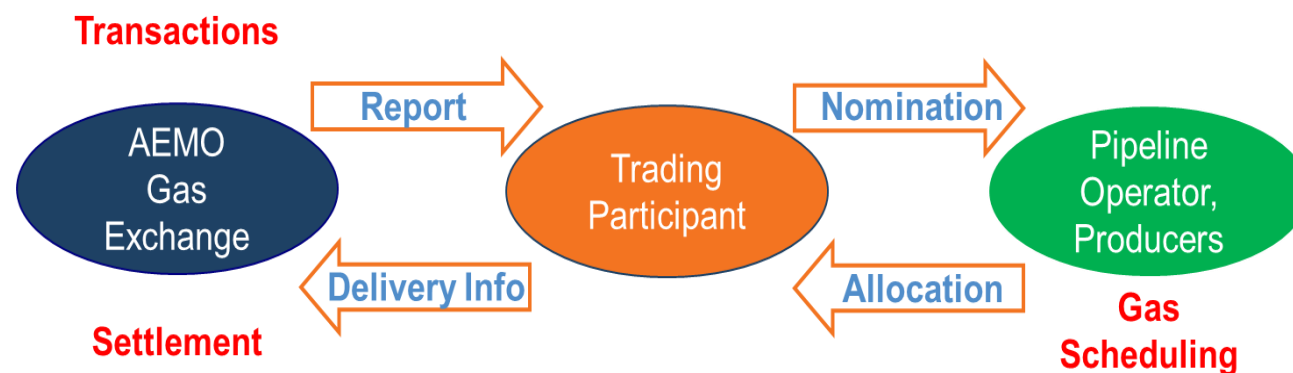 Transactions
Report
Nomination
AEMO
Gas
Exchange
Trading
Participant
Pipeline
Operator,
Producers
Delivery Info
Allocation
Settlement
Gas
Scheduling